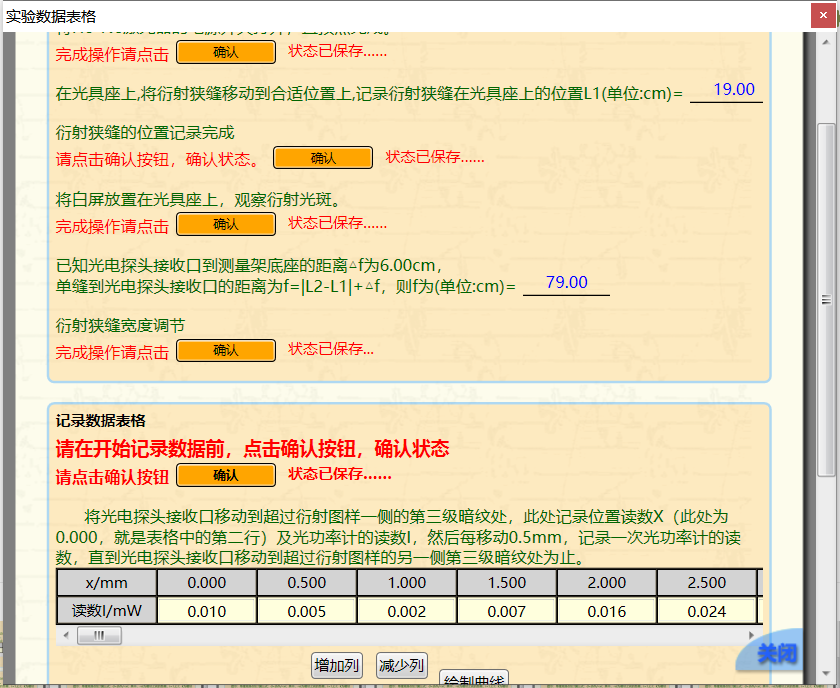 实验数据表格
完成操作请点击 确认 状态已保存......
在光具座上,将衍射狭缝移动到合适位置上,记录衍射狭缝在光具座上的位置L1(单位:cm)= 19.00
衍射狭缝的位置记录完成
请点击确认按钮，确认状态。 确认 状态已保存......
将白屏放置在光具座上，观察衍射光斑。
完成操作请点击 确认 状态已保存......
已知光电探头接收口到测量架底座的距离△f为6.00cm，
单缝到光电探头接收口的距离为f=|L2-L1|+△f，则f为(单位:cm)= 79.00
衍射狭缝宽度调节
完成操作请点击 确认 状态已保存...
记录数据表格
请在开始记录数据前，点击确认按钮，确认状态
请点击确认按钮 确认 状态已保存......
将光电探头接收口移动到超过衍射图样一侧的第三级暗纹处，此处记录位置读数X（此处为
0.000，就是表格中的第二行）及光功率计的读数I，然后每移动0.5mm，记录一次光功率计的读
数，直到光电探头接收口移动到超过衍射图样的另一侧第三级暗纹处为止。
x/mm 0.000 0.500 1.000 1.500 2.000 2.500
读数I/mW 0.010 0.005 0.002 0.007 0.016 0.024
关闭
增加列 减少列 绘制曲线